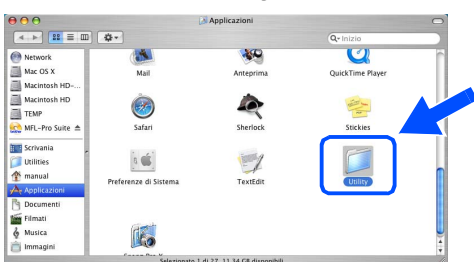 Applicazioni
Q- Inizio
Network
Mac OS X
Macintosh HD-...
Macintosh HD
TEMP
MFL-Pro Suite
Scrivania
Utilities
manual
Applicazioni
Documenti
Filmati
Musica
Immagini
Mail
Anteprima
QuickTime Player
Safari
Sherlock
Stickies
Preferenze di Sistema
TextEdit
Utility
Selezionato 1 di 27, 11,34 GB disponibili